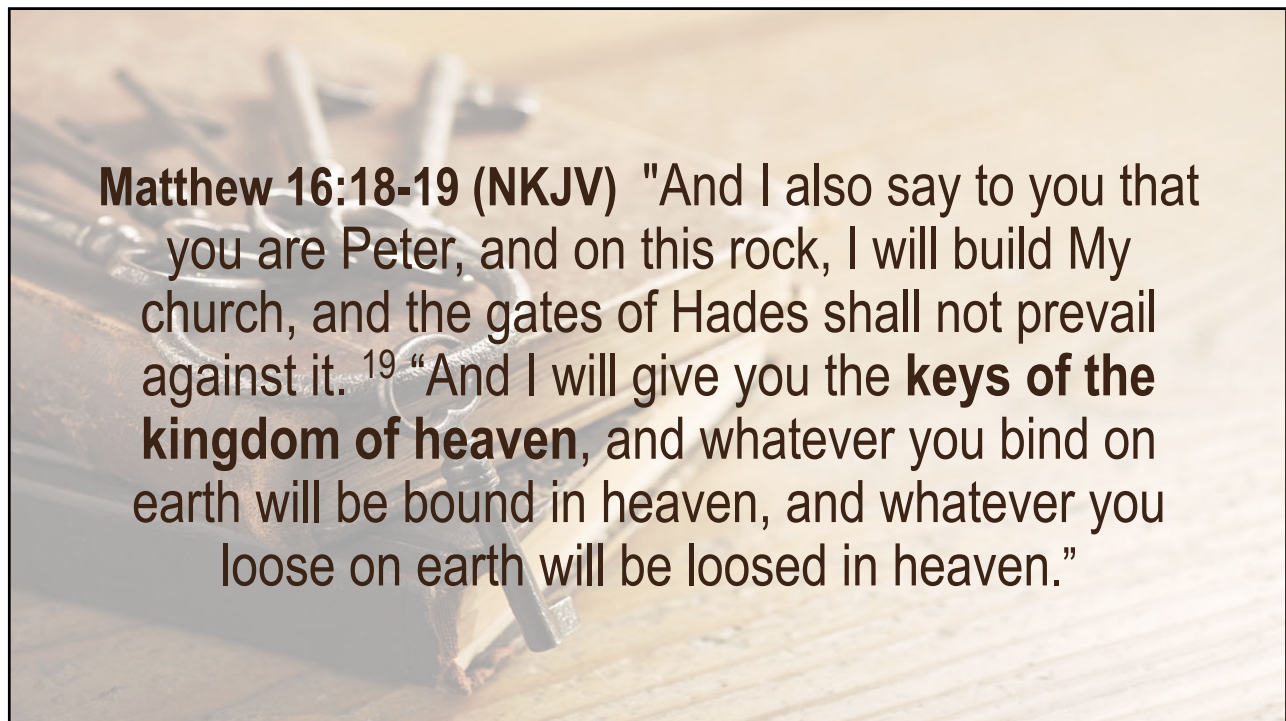 Matthew 16:18-19 (NKJV) "And I also say to you that
you are Peter, and on this rock, I will build My
church, and the gates of Hades shall not prevail
against it. 19 “And I will give you the keys of the
kingdom of heaven, and whatever you bind on
earth will be bound in heaven, and whatever you
loose on earth will be loosed in heaven.”